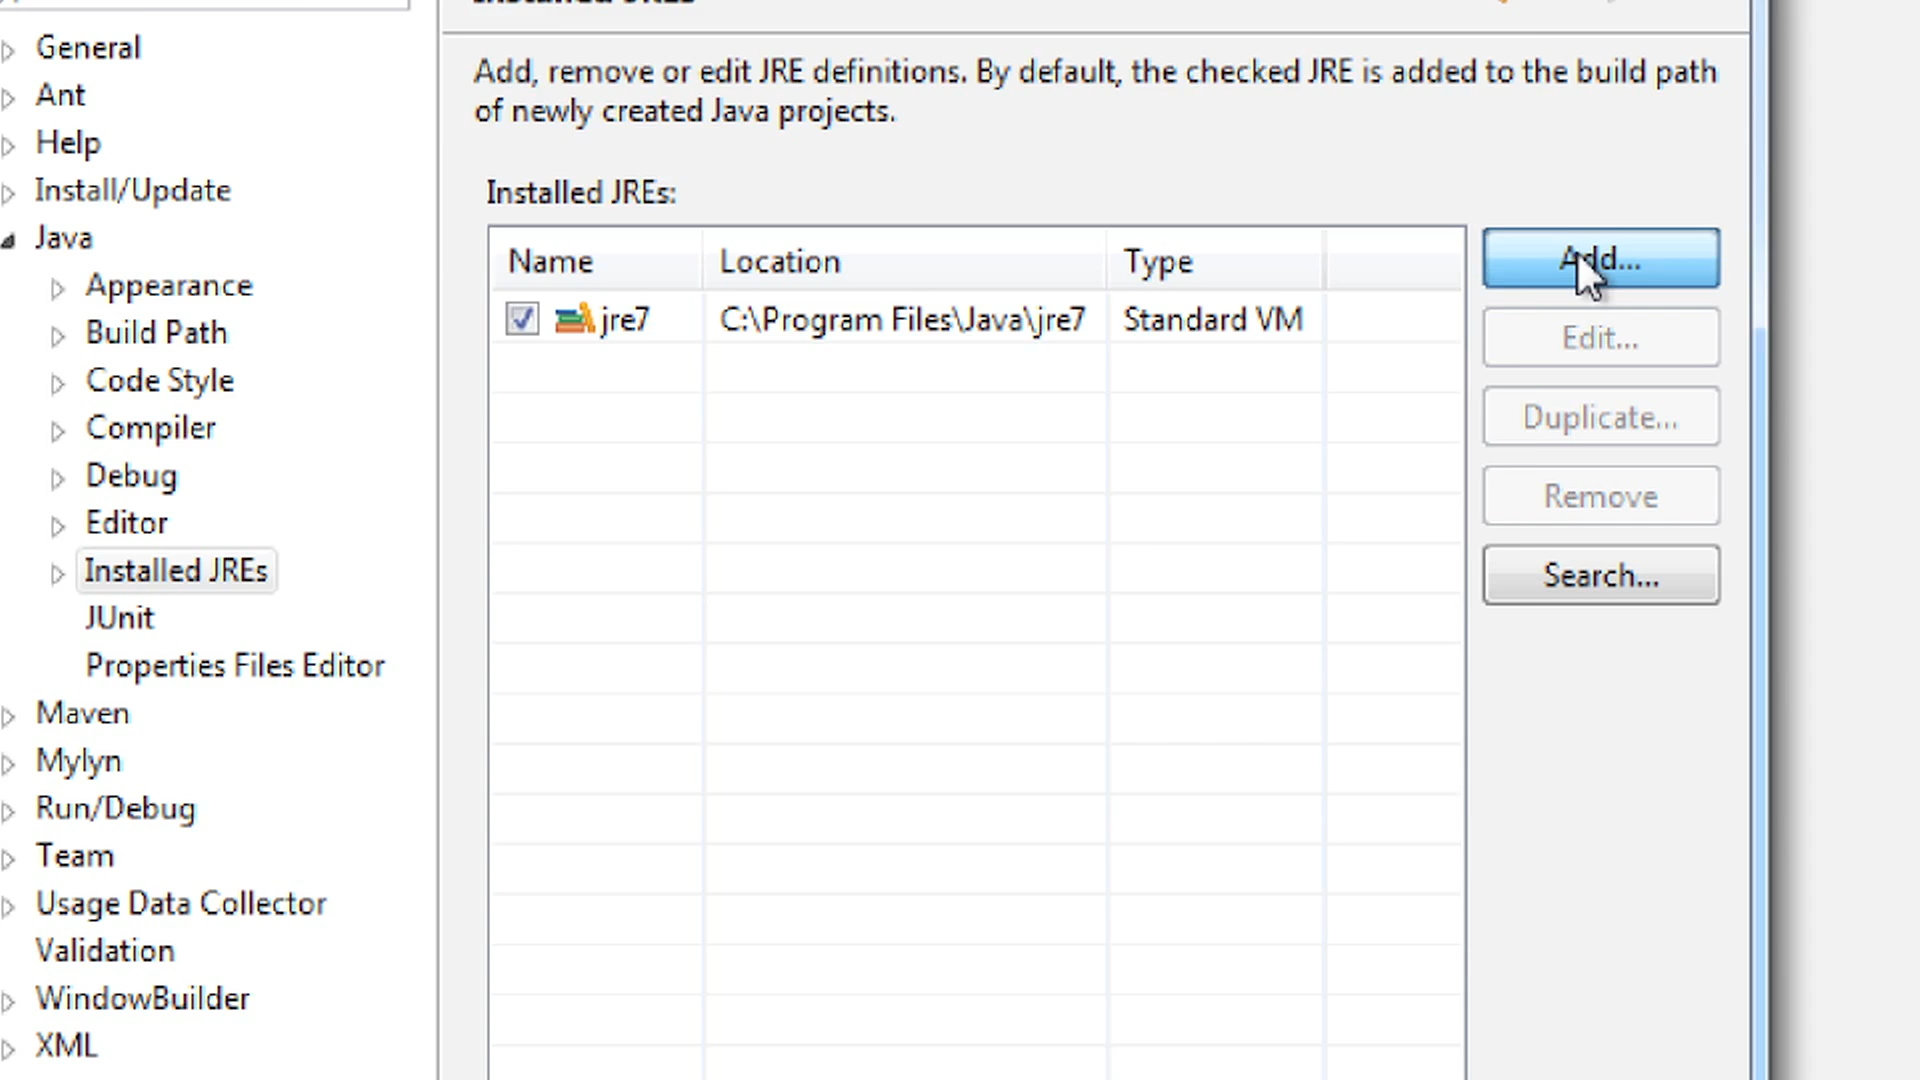 Installed JREs
General
Ant
Help
Install/Update
Java
Appearance
Build Path
Code Style
Compiler
Debug
Editor
Installed JREs
JUnit
Properties Files Editor
Maven
Mylyn
Run/Debug
Team
Usage Data Collector
Validation
WindowBuilder
XML
Add, remove or edit JRE definitions. By default, the checked JRE is added to the build path
of newly created Java projects.
Installed JREs:
Name Location Type
jre7 C:\Program Files\Java\jre7 Standard VM
Add...
Edit...
Duplicate...
Remove
Search...